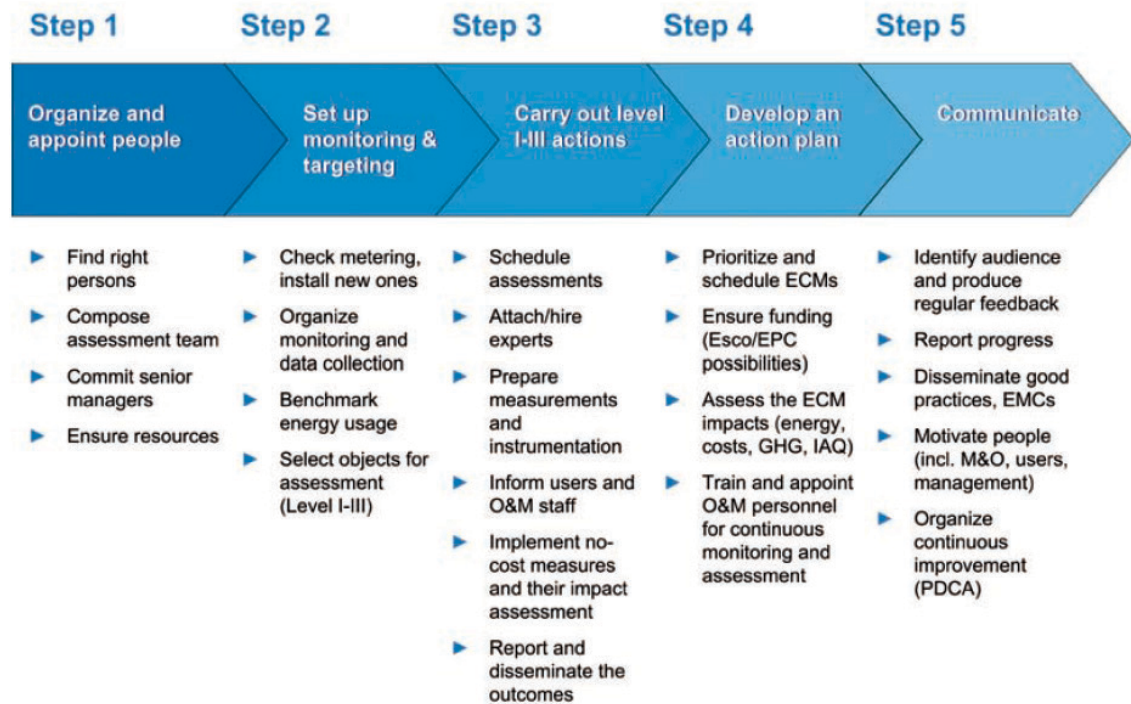 Step 1
Step 2
Step 3
Step 4
Step 5
Organize and
appoint people
Set up
monitoring &
targeting
Carry out level
I-III actions
Develop an
action plan
Communicate
Find right
persons
Compose
assessment team
Commit senior
managers
Ensure resources
Check metering,
install new ones
Organize
monitoring and
data collection
Benchmark
energy usage
Select objects for
assessment
(Level I-III)
Schedule
assessments
Attach/hire
experts
Prepare
measurements
and
instrumentation
Inform users and
O&M staff
Implement no-
cost measures
and their impact
assessment
Report and
disseminate the
outcomes
Prioritize and
schedule ECMs
Ensure funding
(Esco/EPC
possibilities)
Assess the ECM
impacts (energy,
costs, GHG, IAQ)
Train and appoint
O&M personnel
for continuous
monitoring and
assessment
Identify audience
and produce
regular feedback
Report progress
Disseminate good
practices, EMCs
Motivate people
(incl. M&O, users,
management)
Organize
continuous
improvement
(PDCA)